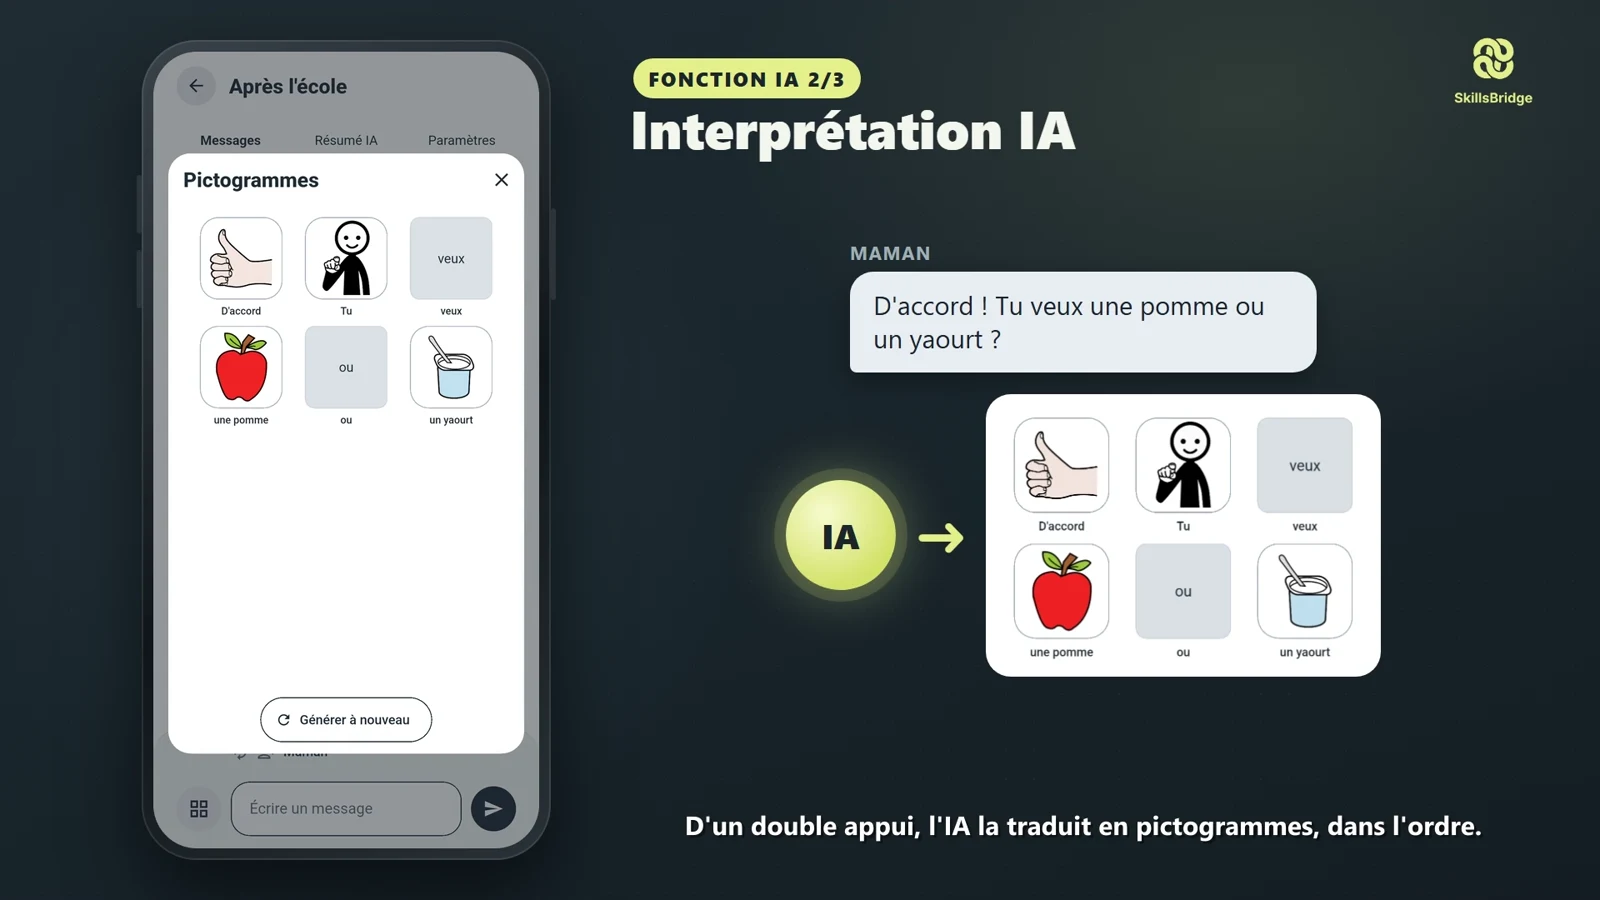 Après l'école
Messages Résumé IA Paramètres
Pictogrammes
veux
D'accord Tu veux
ou
une pomme ou un yaourt
Générer à nouveau
Maman
Écrire un message
FONCTION IA 2/3
Interprétation IA
SkillsBridge
MAMAN
D'accord ! Tu veux une pomme ou
un yaourt ?
IA
veux
D'accord Tu veux
ou
une pomme ou un yaourt
D'un double appui, l'IA la traduit en pictogrammes, dans l'ordre.